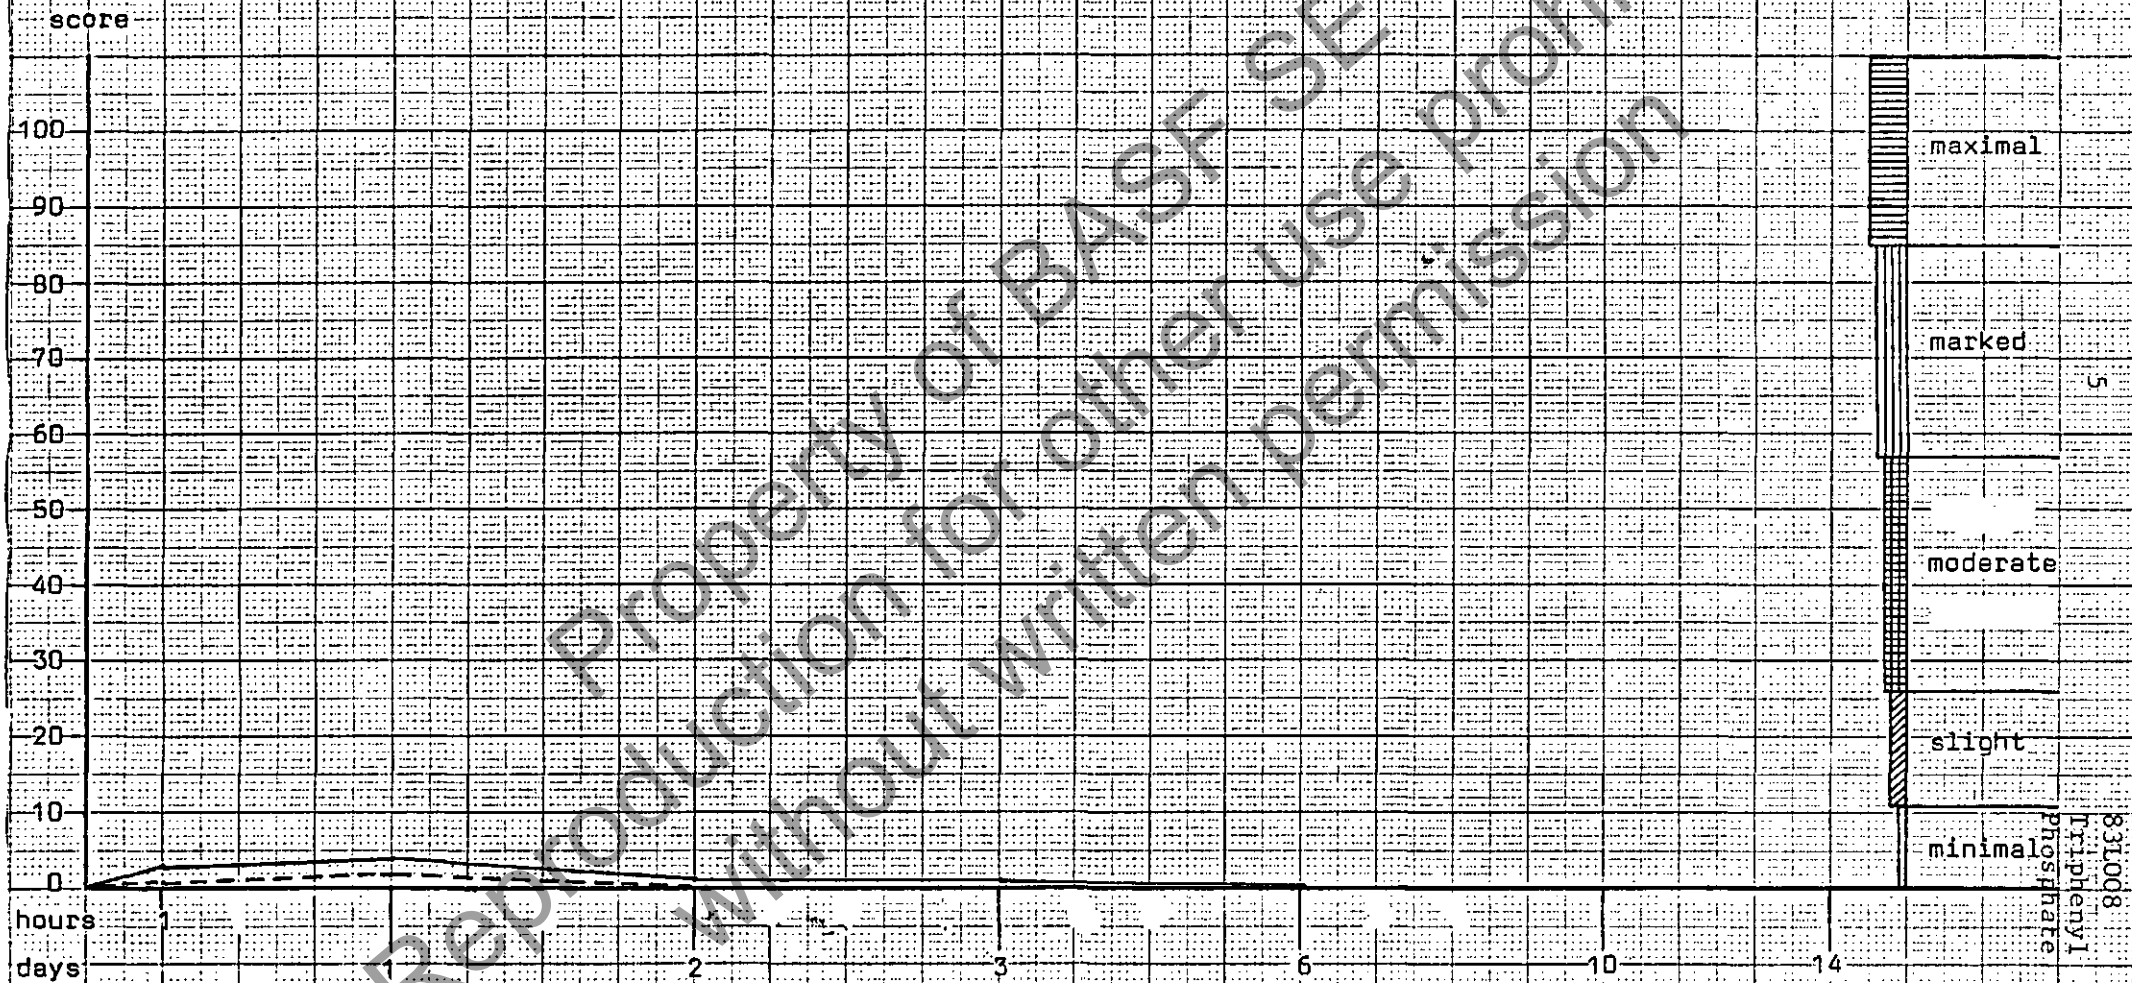 score
100
90
80
70
60
50
40
30
20
10
0
hours 1
days 1 2 3 6 10 14
maximal
marked
moderate
slight
minimal
5
83L008
Triphenyl
Phosphate
Property of BASF SE
Reproduction for other use
without written permission